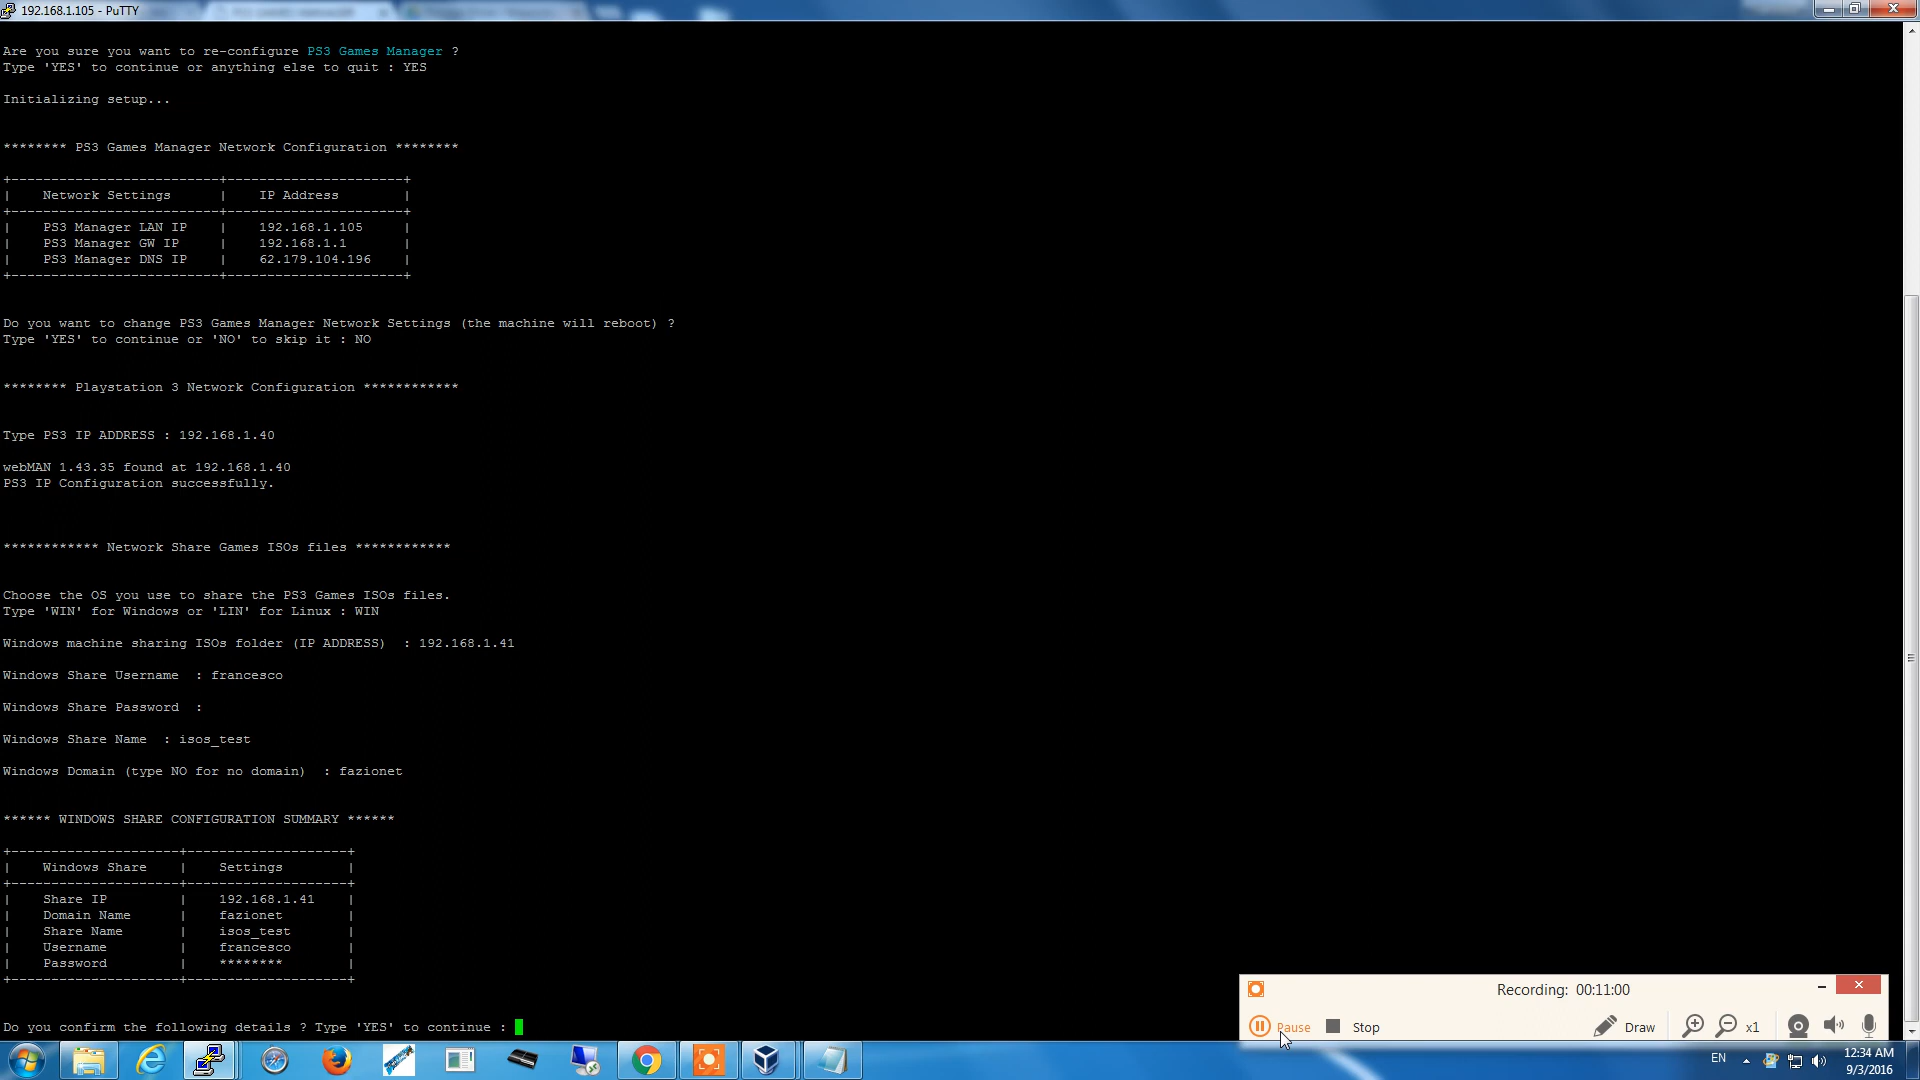 192.168.1.105 - PuTTY
Are you sure you want to re-configure PS3 Games Manager ?
Type 'YES' to continue or anything else to quit : YES
Initializing setup...
******** PS3 Games Manager Network Configuration ********
+--------------------------+----------------------+
|    Network Settings      |    IP Address        |
+--------------------------+----------------------+
|    PS3 Manager LAN IP    |    192.168.1.105     |
|    PS3 Manager GW IP     |    192.168.1.1       |
|    PS3 Manager DNS IP    |    62.179.104.196    |
+--------------------------+----------------------+
Do you want to change PS3 Games Manager Network Settings (the machine will reboot) ?
Type 'YES' to continue or 'NO' to skip it : NO
******** Playstation 3 Network Configuration ************
Type PS3 IP ADDRESS : 192.168.1.40
webMAN 1.43.35 found at 192.168.1.40
PS3 IP Configuration successfully.
************ Network Share Games ISOs files ************
Choose the OS you use to share the PS3 Games ISOs files.
Type 'WIN' for Windows or 'LIN' for Linux : WIN
Windows machine sharing ISOs folder (IP ADDRESS)  : 192.168.1.41
Windows Share Username  : francesco
Windows Share Password  :
Windows Share Name  : isos_test
Windows Domain (type NO for no domain)  : fazionet
****** WINDOWS SHARE CONFIGURATION SUMMARY ******
+---------------------+--------------------+
|    Windows Share    |    Settings        |
+---------------------+--------------------+
|    Share IP         |    192.168.1.41    |
|    Domain Name      |    fazionet        |
|    Share Name       |    isos_test       |
|    Username         |    francesco       |
|    Password         |    ********        |
+---------------------+--------------------+
Do you confirm the following details ? Type 'YES' to continue :
Recording: 00:11:00
Pause Stop Draw x1
EN 12:34 AM
9/3/2016